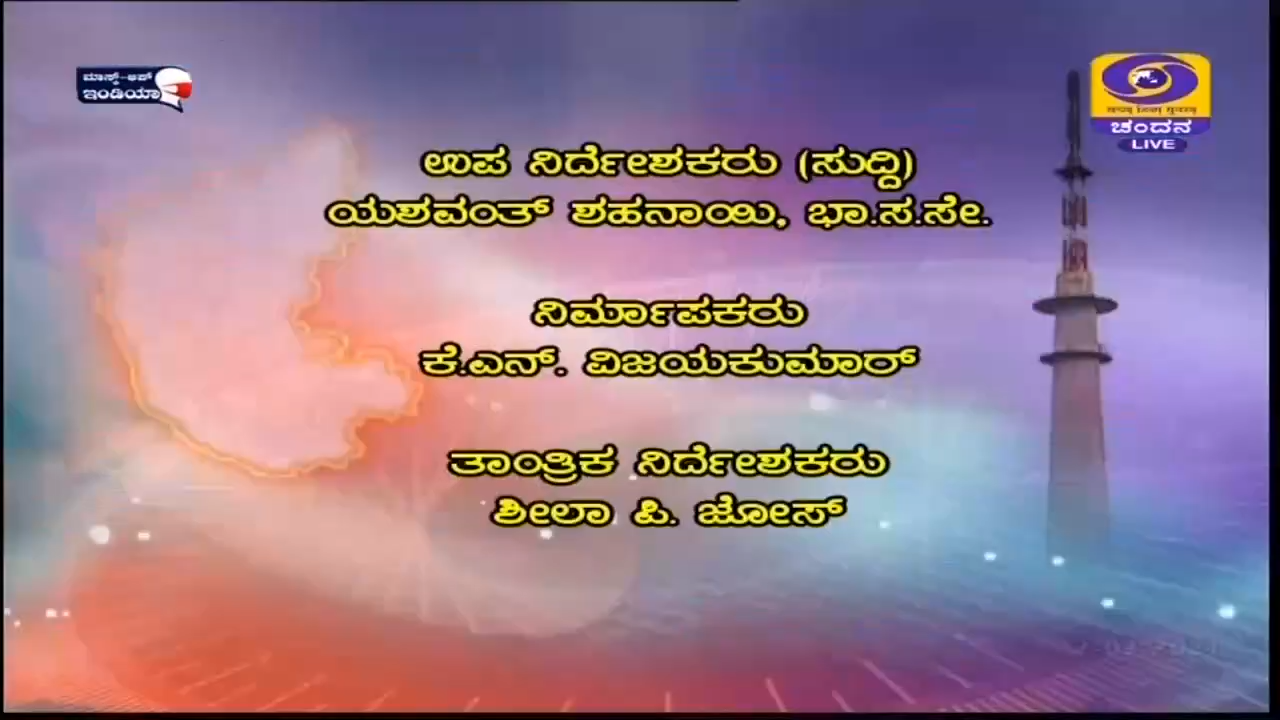 ಮಾಸ್ಕ್-ಅಪ್
ಇಂಡಿಯಾ
ಚಂದನ
LIVE
ಉಪ ನಿರ್ದೇಶಕರು (ಸುದ್ದಿ)
ಯಶವಂತ್ ಶಹನಾಯಿ, ಭಾ.ಸ.ಸೇ.
ನಿರ್ಮಾಪಕರು
ಕೆ.ಎನ್. ವಿಜಯಕುಮಾರ್
ತಾಂತ್ರಿಕ ನಿರ್ದೇಶಕರು
ಶೀಲಾ ಪಿ. ಜೋಸ್